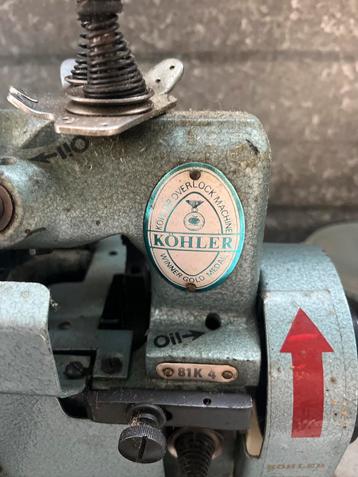 Oil
KÖHLER OVERLOCK MACHINE
KÖHLER
WINNER GOLD MEDAL
Oil
81K 4
KÖHLER